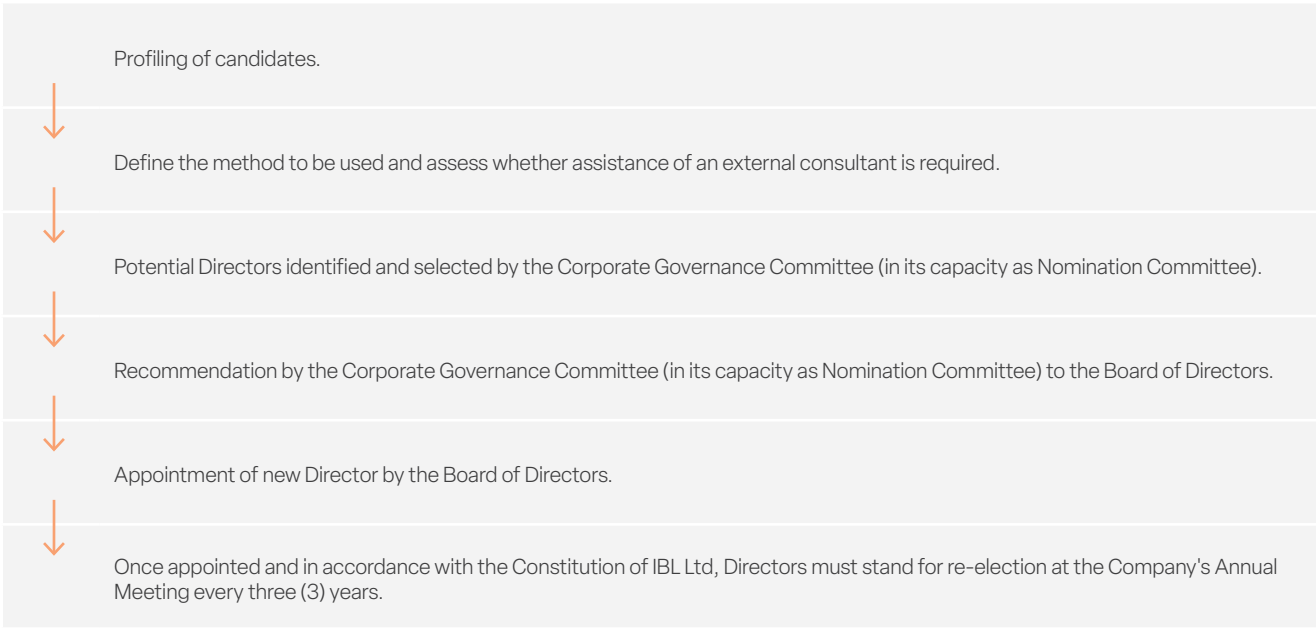 Profiling of candidates.
Define the method to be used and assess whether assistance of an external consultant is required.
Potential Directors identified and selected by the Corporate Governance Committee (in its capacity as Nomination Committee).
Recommendation by the Corporate Governance Committee (in its capacity as Nomination Committee) to the Board of Directors.
Appointment of new Director by the Board of Directors.
Once appointed and in accordance with the Constitution of IBL Ltd, Directors must stand for re-election at the Company's Annual
Meeting every three (3) years.